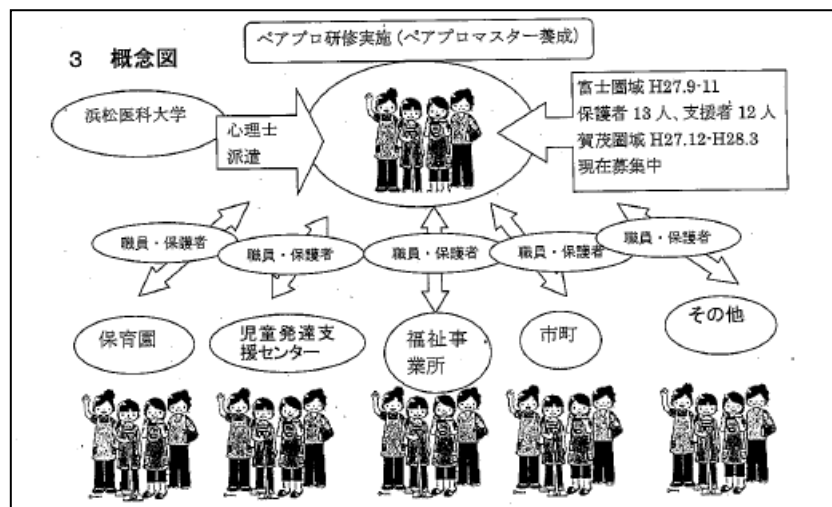 ペアプロ研修実施(ペアプロマスター養成)
3 概念図
浜松医科大学
心理士
派遣
富士圏域 H27.9-11
保護者 13 人、支援者 12 人
賀茂圏域 H27.12-H28.3
現在募集中
職員・保護者
職員・保護者
職員・保護者
職員・保護者
職員・保護者
保育園
児童発達支
援センター
福祉事
業所
市町
その他